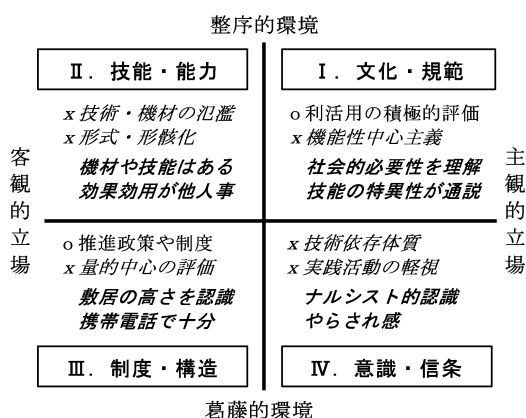 整序的環境
Ⅱ．技能・能力
Ⅰ．文化・規範
x 技術・機材の氾濫
x 形式・形骸化
機材や技能はある
効果効用が他人事
o 利活用の積極的評価
x 機能性中心主義
社会的必要性を理解
技能の特異性が通説
客観的立場
主観的立場
o 推進政策や制度
x 量的中心の評価
敷居の高さを認識
携帯電話で十分
x 技術依存体質
x 実践活動の軽視
ナルシスト的認識
やらされ感
Ⅲ．制度・構造
Ⅳ．意識・信条
葛藤的環境